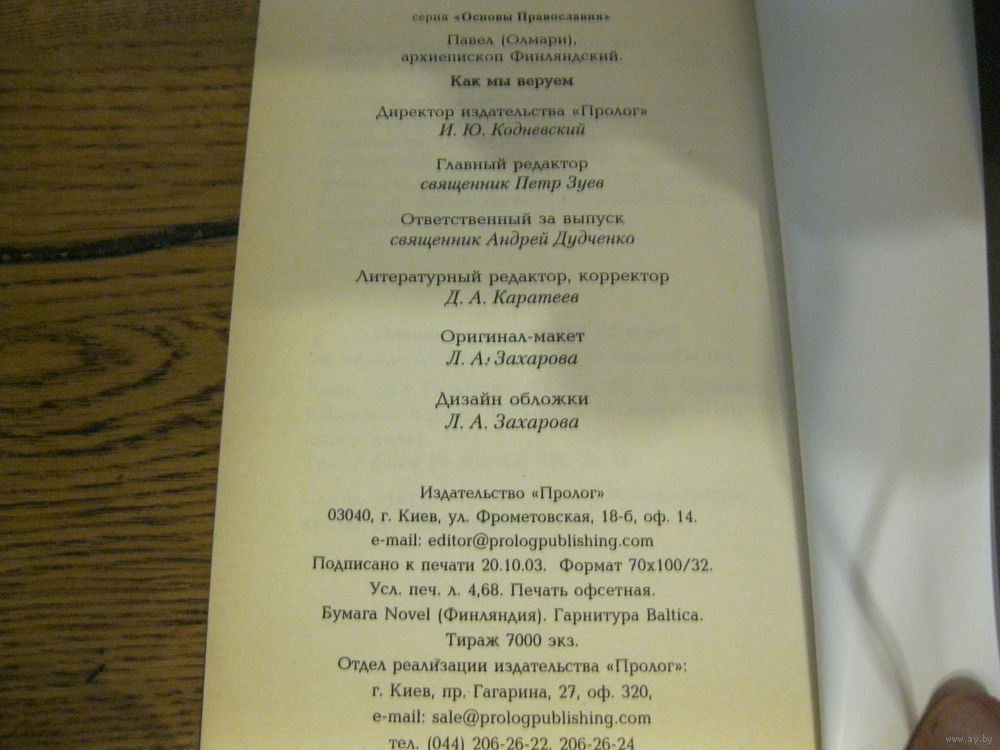 серия «Основы Православия»
Павел (Олмари),
архиепископ Финляндский.
Как мы веруем
Директор издательства «Пролог»
И. Ю. Кодневский
Главный редактор
священник Петр Зуев
Ответственный за выпуск
священник Андрей Дудченко
Литературный редактор, корректор
Д. А. Каратеев
Оригинал-макет
Л. А. Захарова
Дизайн обложки
Л. А. Захарова
Издательство «Пролог»
03040, г. Киев, ул. Фрометовская, 18-б, оф. 14.
e-mail: editor@prologpublishing.com
Подписано к печати 20.10.03. Формат 70х100/32.
Усл. печ. л. 4,68. Печать офсетная.
Бумага Novel (Финляндия). Гарнитура Baltica.
Тираж 7000 экз.
Отдел реализации издательства «Пролог»:
г. Киев, пр. Гагарина, 27, оф. 320,
e-mail: sale@prologpublishing.com
тел. (044) 206-26-22, 206-26-24
www.ay.by